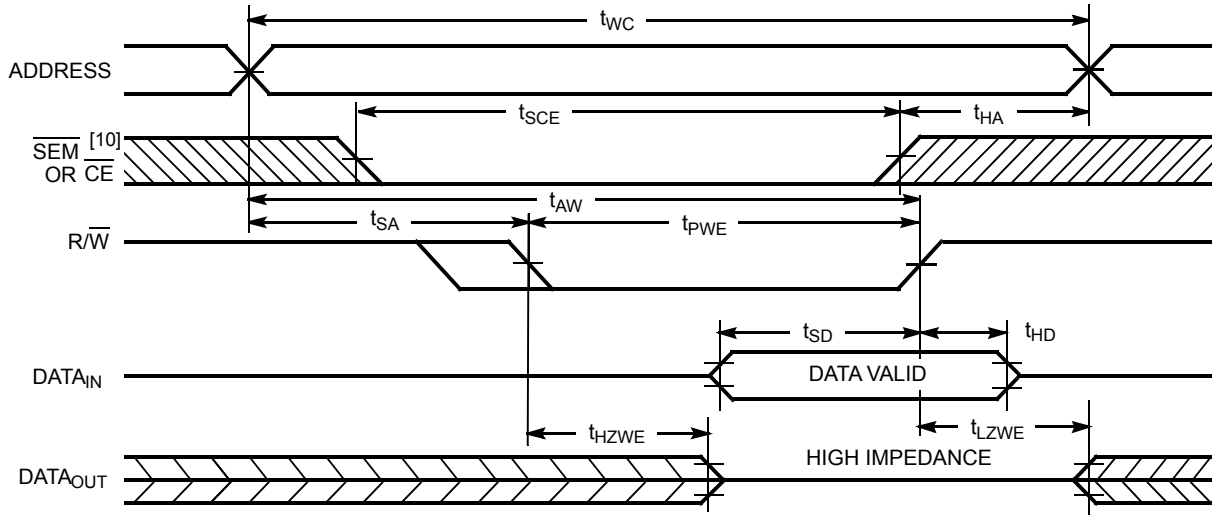 tWC
ADDRESS
tSCE
tHA
SEM [10]
OR CE
tAW
tSA
tPWE
R/W
tSD
tHD
DATAIN
DATA VALID
tHZWE
tLZWE
HIGH IMPEDANCE
DATAOUT